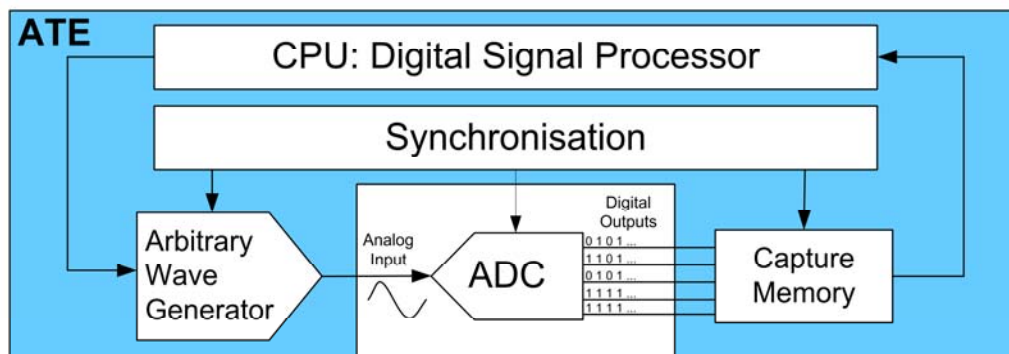 ATE
CPU: Digital Signal Processor
Synchronisation
Arbitrary
Wave
Generator
Analog
Input
ADC
Digital
Outputs
0 1 0 1 ...
1 1 0 1 ...
0 1 0 1 ...
1 1 1 1 ...
1 1 1 1 ...
Capture
Memory